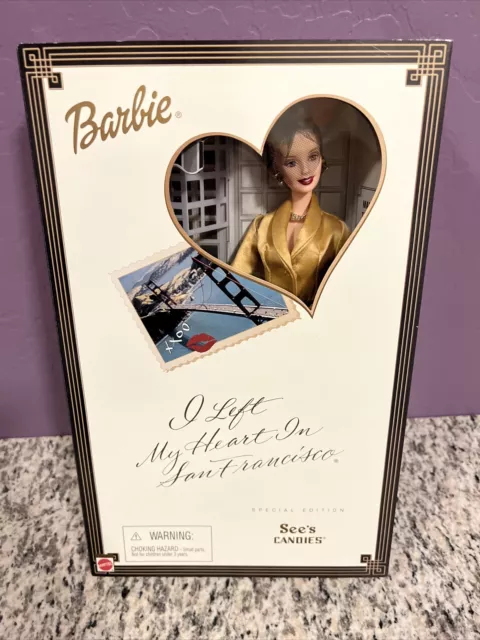 Barbie®
xxoo
I Left
My Heart In
San Francisco®
SPECIAL EDITION
See's
CANDIES®
⚠ WARNING:
CHOKING HAZARD - Small parts.
Not for children under 3 years.